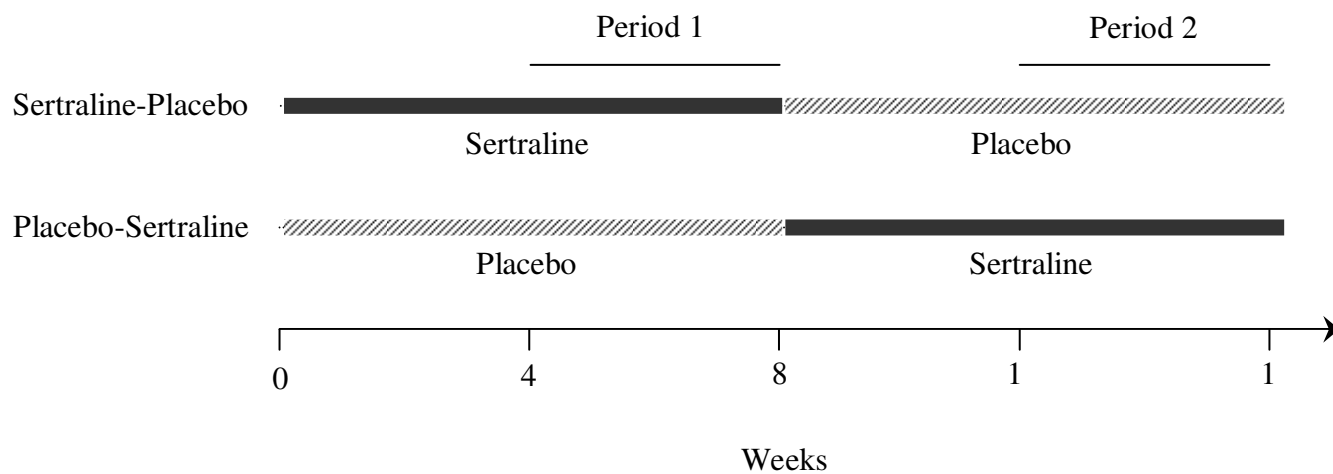 Period 1 Period 2
Sertraline-Placebo
Sertraline Placebo
Placebo-Sertraline
Placebo Sertraline
0 4 8 1 1
Weeks